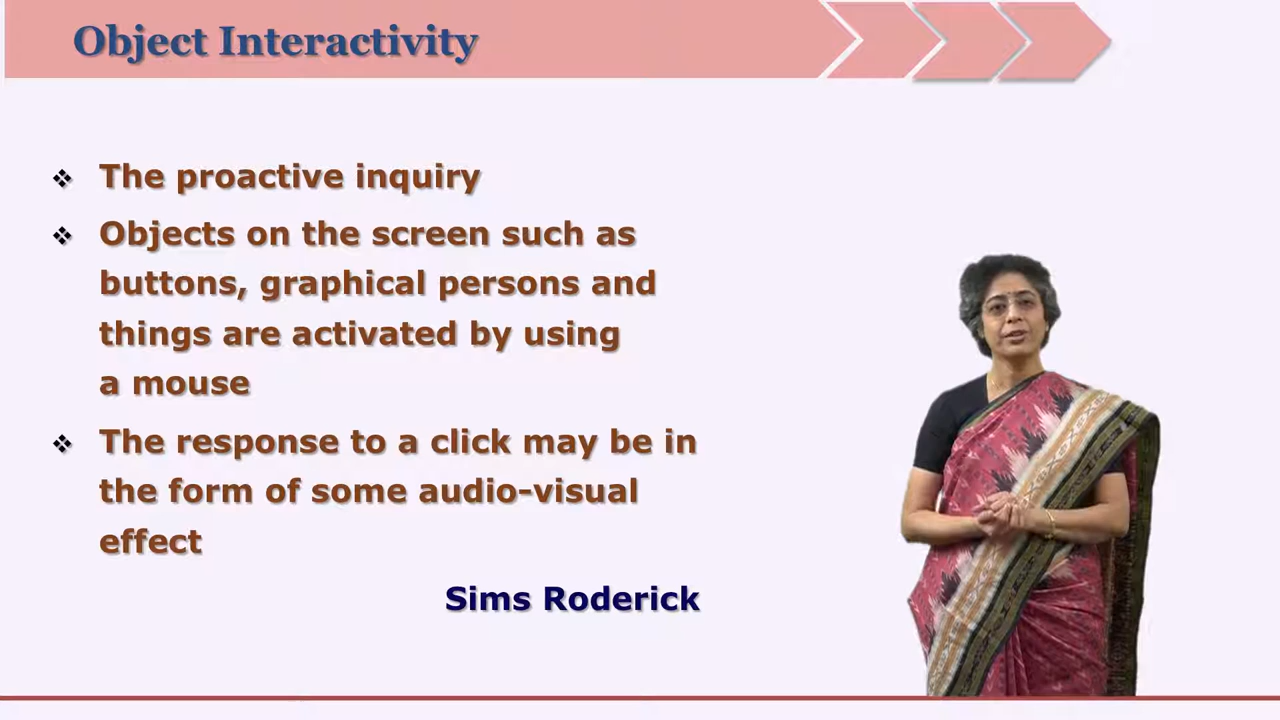 Object Interactivity
The proactive inquiry
Objects on the screen such as
buttons, graphical persons and
things are activated by using
a mouse
The response to a click may be in
the form of some audio-visual
effect
Sims Roderick